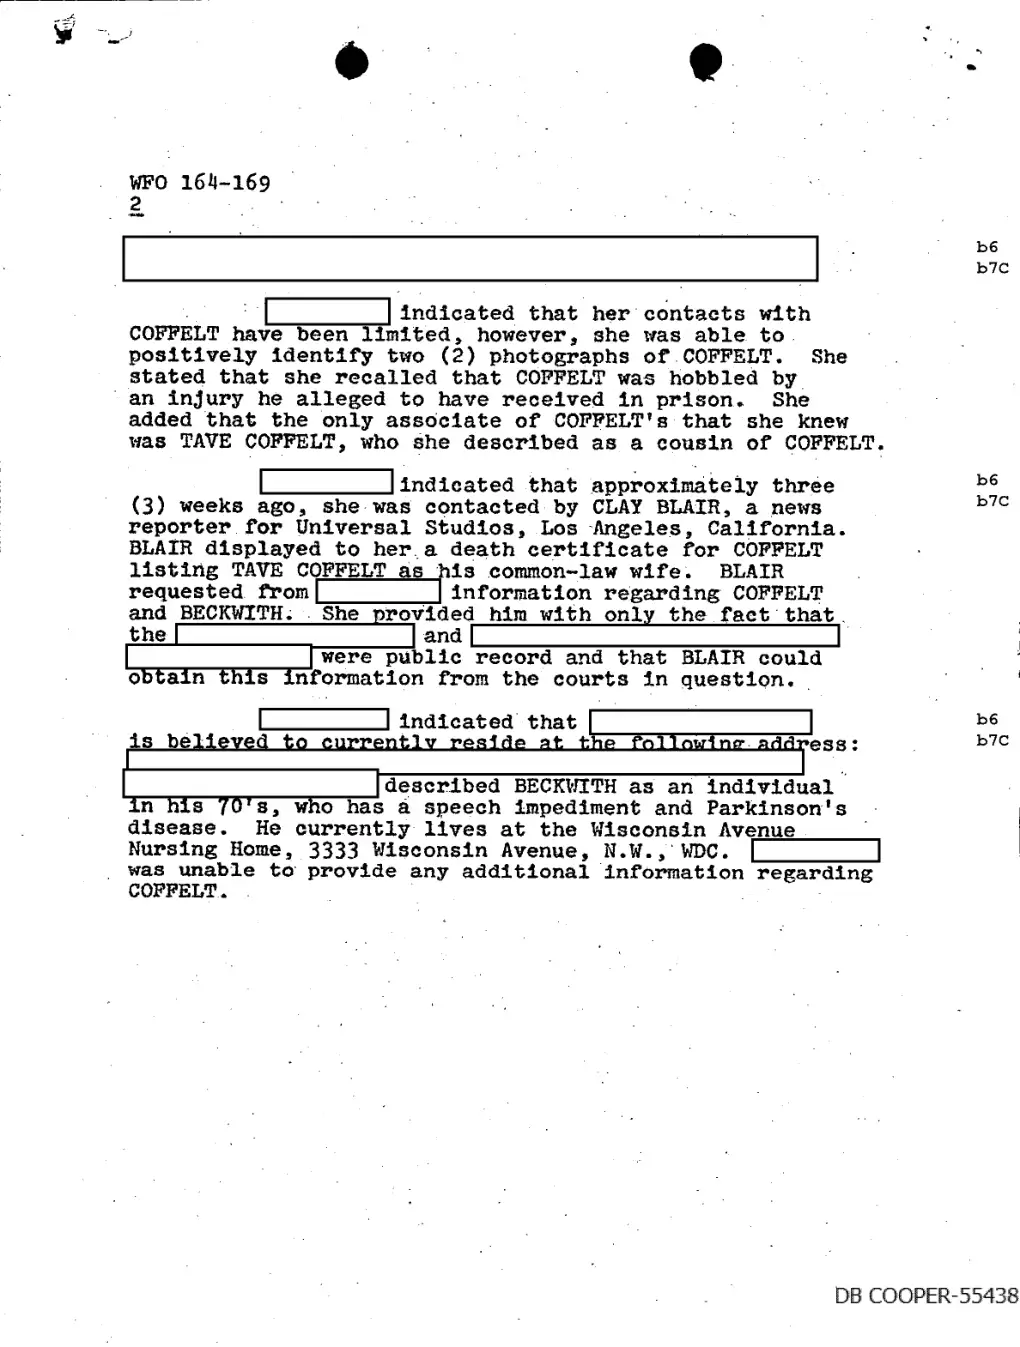 WFO 164-169
2
b6
b7C
indicated that her contacts with
COFFELT have been limited, however, she was able to
positively identify two (2) photographs of COFFELT. She
stated that she recalled that COFFELT was hobbled by
an injury he alleged to have received in prison. She
added that the only associate of COFFELT's that she knew
was TAVE COFFELT, who she described as a cousin of COFFELT.
indicated that approximately three b6
(3) weeks ago, she was contacted by CLAY BLAIR, a news b7C
reporter for Universal Studios, Los Angeles, California.
BLAIR displayed to her a death certificate for COFFELT
listing TAVE COFFELT as his common-law wife. BLAIR
requested from information regarding COFFELT
and BECKWITH. She provided him with only the fact that
the and
were public record and that BLAIR could
obtain this information from the courts in question.
indicated that b6
is believed to currently reside at the following address: b7C
described BECKWITH as an individual
in his 70's, who has a speech impediment and Parkinson's
disease. He currently lives at the Wisconsin Avenue
Nursing Home, 3333 Wisconsin Avenue, N.W., WDC.
was unable to provide any additional information regarding
COFFELT.
DB COOPER-55438